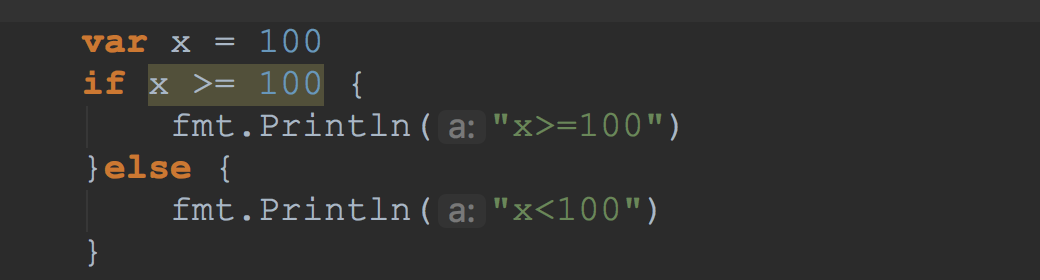 var x = 100
if x >= 100 {
    fmt.Println( a: "x>=100")
}else {
    fmt.Println( a: "x<100")
}